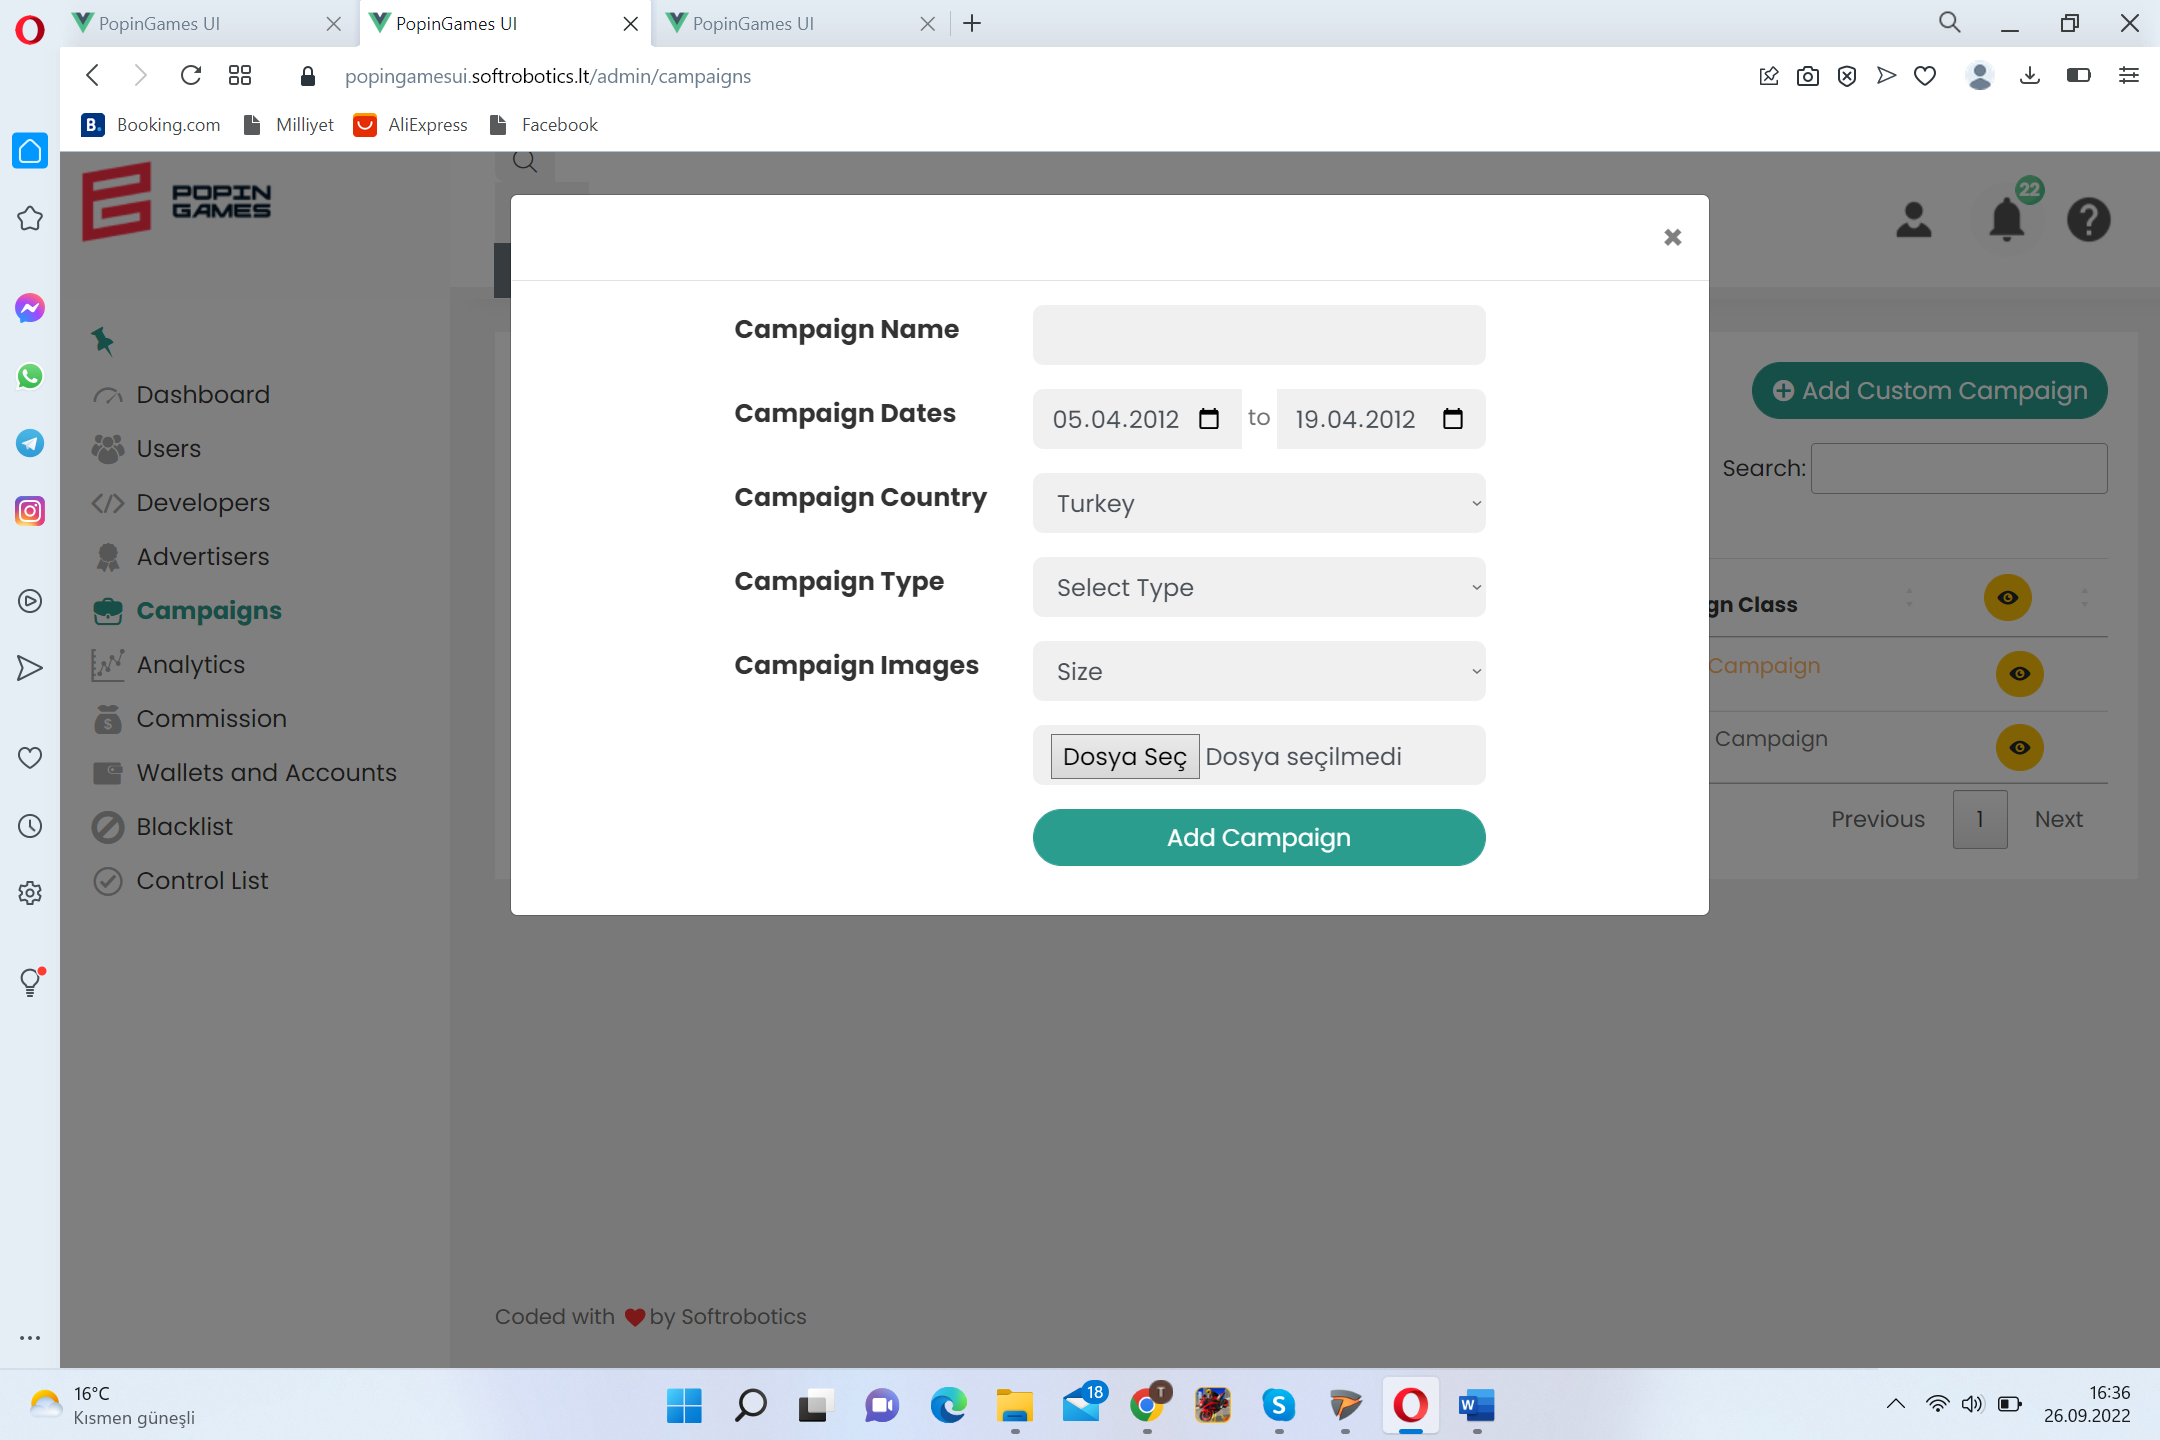 PopinGames UI
PopinGames UI
PopinGames UI
popingamesui.softrobotics.lt/admin/campaigns
B. Booking.com
Milliyet
AliExpress
Facebook
POPIN
GAMES
22
Dashboard
Users
Developers
Advertisers
Campaigns
Analytics
Commission
Wallets and Accounts
Blacklist
Control List
Campaign Name
Campaign Dates
05.04.2012 to 19.04.2012
Campaign Country
Turkey
Campaign Type
Select Type
Campaign Images
Size
Dosya Seç Dosya seçilmedi
Add Campaign
Add Custom Campaign
Search:
gn Class
Campaign
Campaign
Previous 1 Next
Coded with by Softrobotics
16°C
Kısmen güneşli
18
T
16:36
26.09.2022